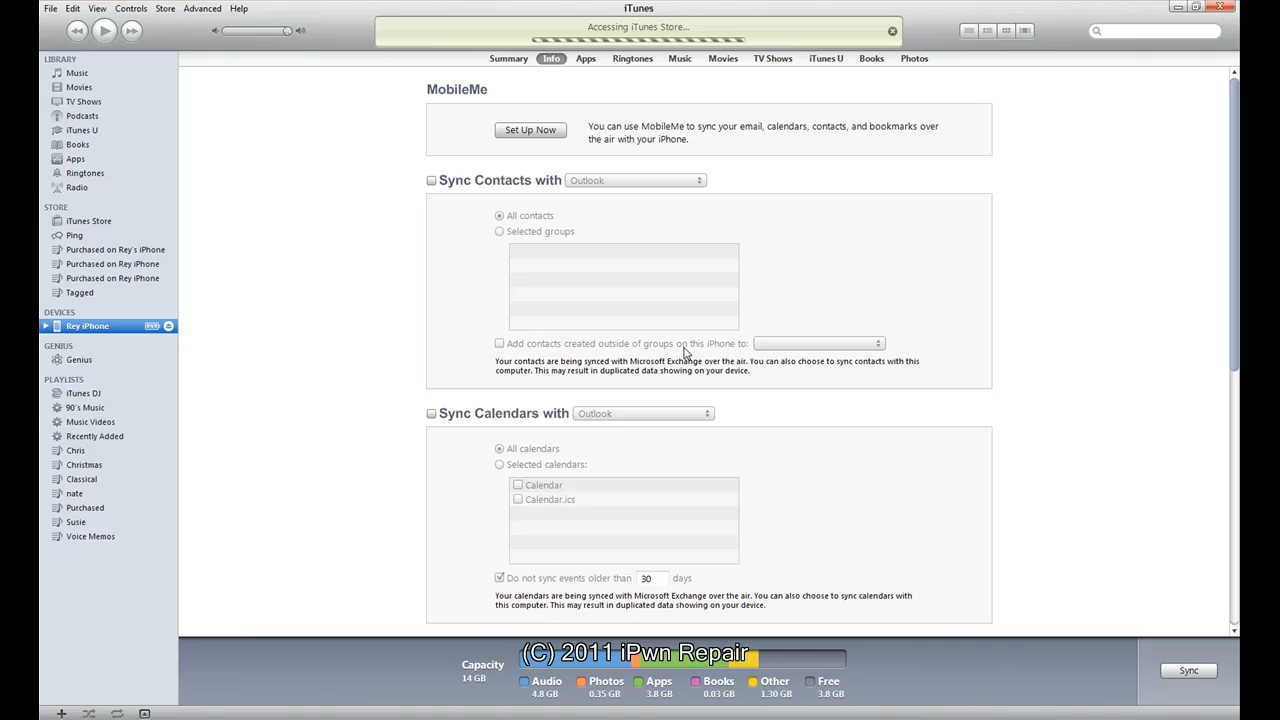 File Edit View Controls Store Advanced Help
iTunes
Accessing iTunes Store...
LIBRARY
Music
Movies
TV Shows
Podcasts
iTunes U
Books
Apps
Ringtones
Radio
STORE
iTunes Store
Ping
Purchased on Rey's iPhone
Purchased on Rey iPhone
Purchased on Rey iPhone
Tagged
DEVICES
Rey iPhone
GENIUS
Genius
PLAYLISTS
iTunes DJ
90's Music
Music Videos
Recently Added
Chris
Christmas
Classical
nate
Purchased
Susie
Voice Memos
Summary Info Apps Ringtones Music Movies TV Shows iTunes U Books Photos
MobileMe
Set Up Now
You can use MobileMe to sync your email, calendars, contacts, and bookmarks over
the air with your iPhone.
Sync Contacts with Outlook
All contacts
Selected groups
Add contacts created outside of groups on this iPhone to:
Your contacts are being synced with Microsoft Exchange over the air. You can also choose to sync contacts with this
computer. This may result in duplicated data showing on your device.
Sync Calendars with Outlook
All calendars
Selected calendars:
Calendar
Calendar.ics
Do not sync events older than 30 days
Your calendars are being synced with Microsoft Exchange over the air. You can also choose to sync calendars with
this computer. This may result in duplicated data showing on your device.
(C) 2011 iPwn Repair
Capacity
14 GB
Audio Photos Apps Books Other Free
4.8 GB 0.35 GB 3.8 GB 0.03 GB 1.30 GB 3.8 GB
Sync